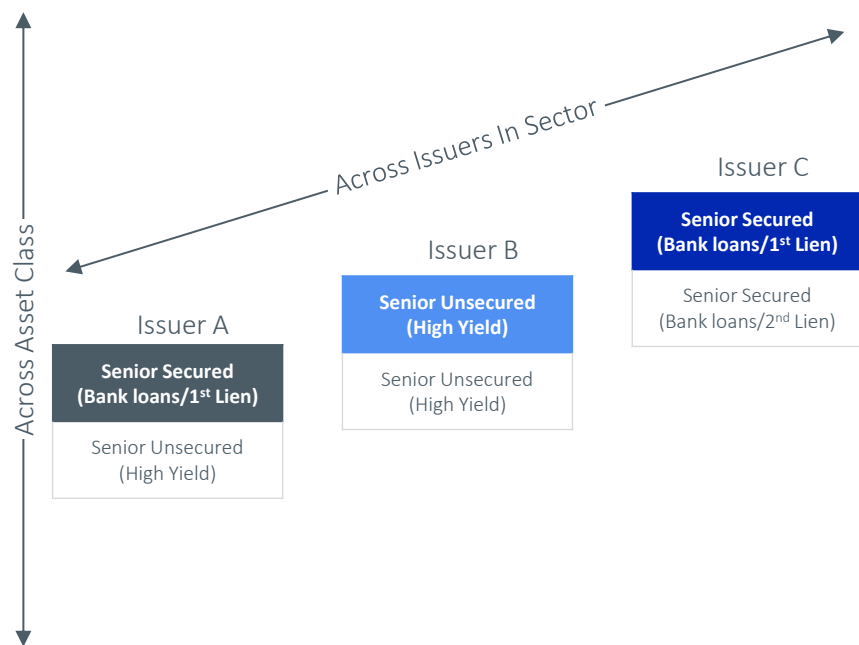 Across Asset Class
Across Issuers In Sector
Issuer A
Senior Secured
(Bank loans/1st Lien)
Senior Unsecured
(High Yield)
Issuer B
Senior Unsecured
(High Yield)
Senior Unsecured
(High Yield)
Issuer C
Senior Secured
(Bank loans/1st Lien)
Senior Secured
(Bank loans/2nd Lien)